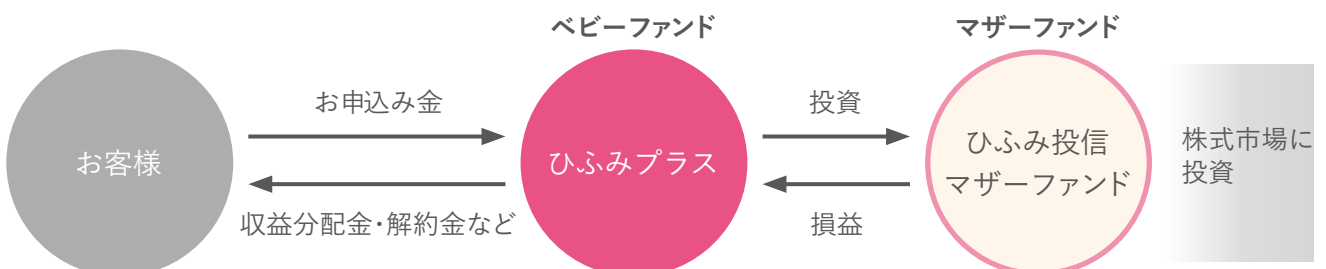 ベビーファンド
マザーファンド
お客様
お申込み金
収益分配金・解約金など
ひふみプラス
投資
損益
ひふみ投信
マザーファンド
株式市場に
投資